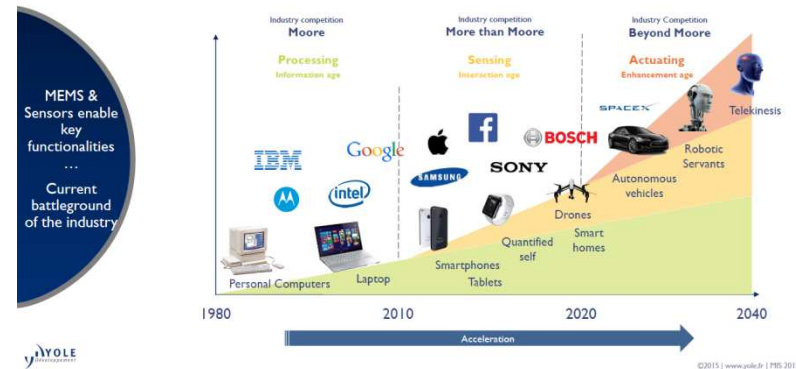 MEMS &
Sensors enable
key
functionalities
...
Current
battleground
of the industry
Industry competition
Moore
Processing
Information age
Industry competition
More than Moore
Sensing
Interaction age
Industry Competition
Beyond Moore
Actuating
Enhancement age
IBM
Google
intel
SAMSUNG
SONY
BOSCH
SPACEX
Telekinesis
Robotic
Servants
Autonomous
vehicles
Drones
Smart
homes
Quantified
self
Smartphones
Tablets
Laptop
Personal Computers
1980
2010
2020
2040
Acceleration
YOLE
Développement
©2015 | www.yole.fr | MIS 201